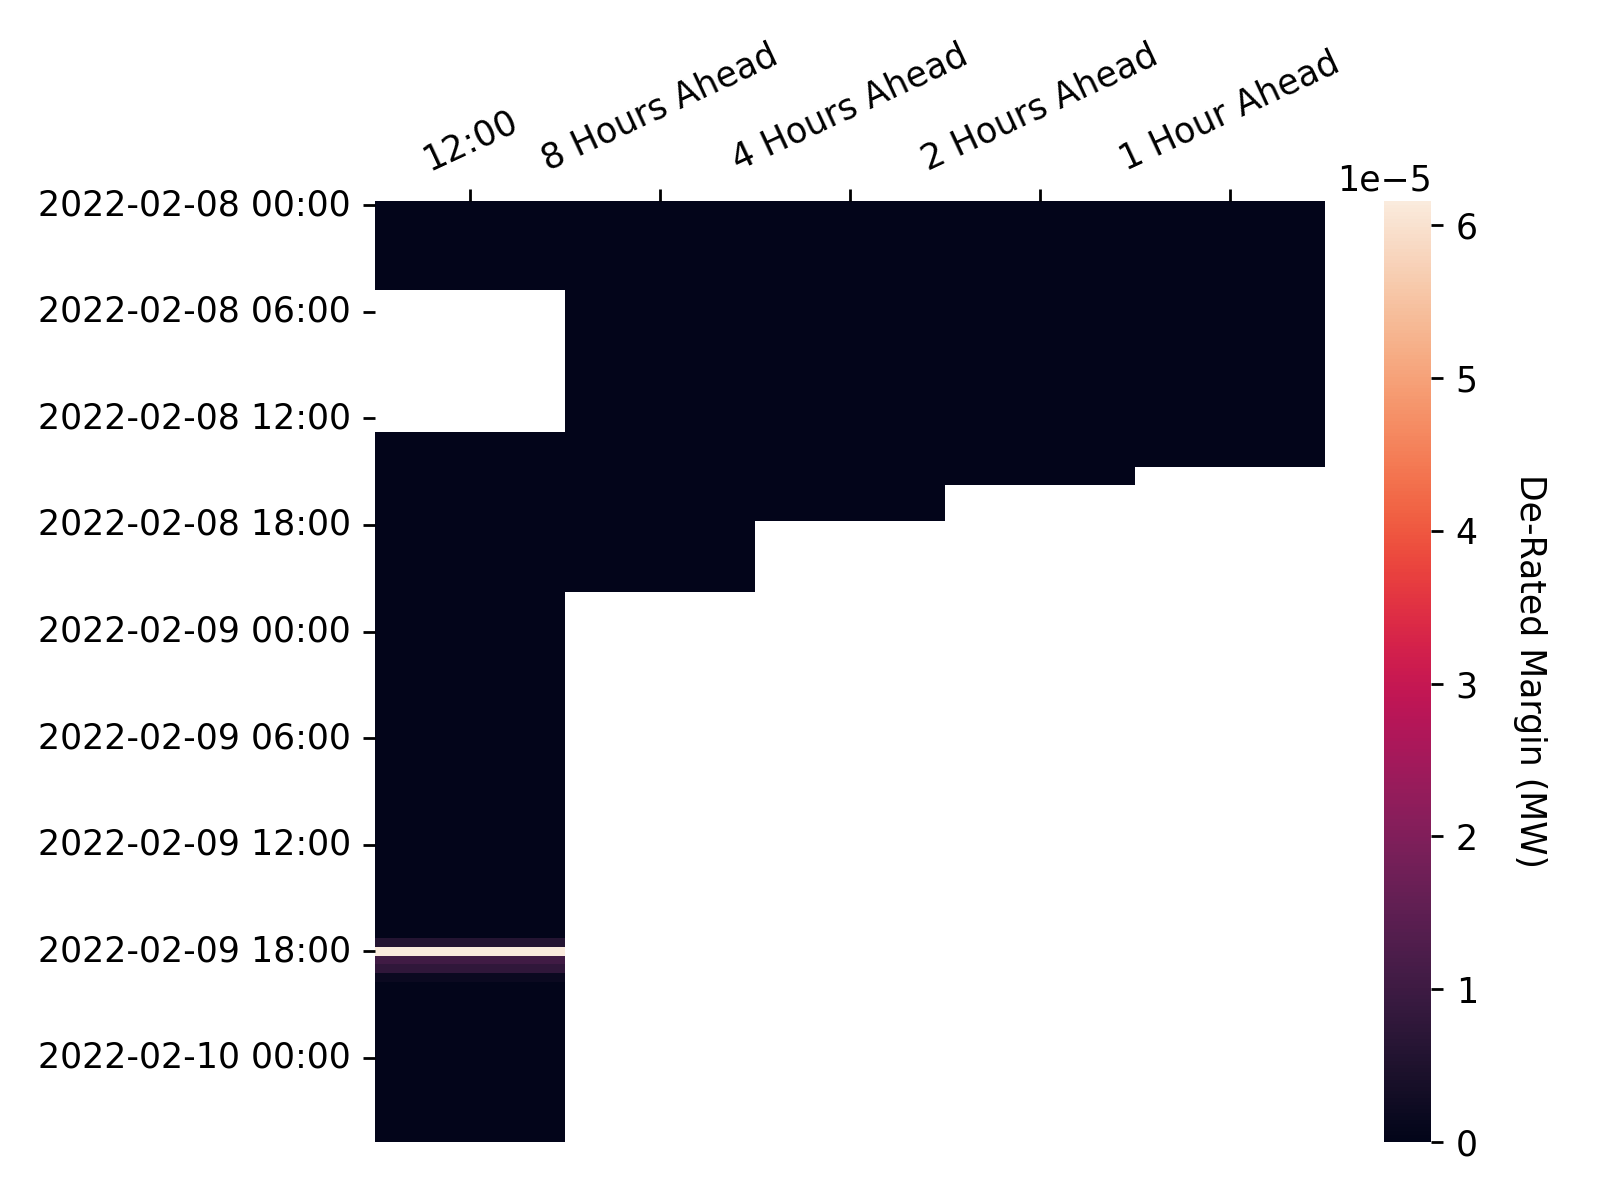 12:00
8 Hours Ahead
4 Hours Ahead
2 Hours Ahead
1 Hour Ahead
2022-02-08 00:00
2022-02-08 06:00
2022-02-08 12:00
2022-02-08 18:00
2022-02-09 00:00
2022-02-09 06:00
2022-02-09 12:00
2022-02-09 18:00
2022-02-10 00:00
1e−5
6
5
4
3
2
1
0
De-Rated Margin (MW)